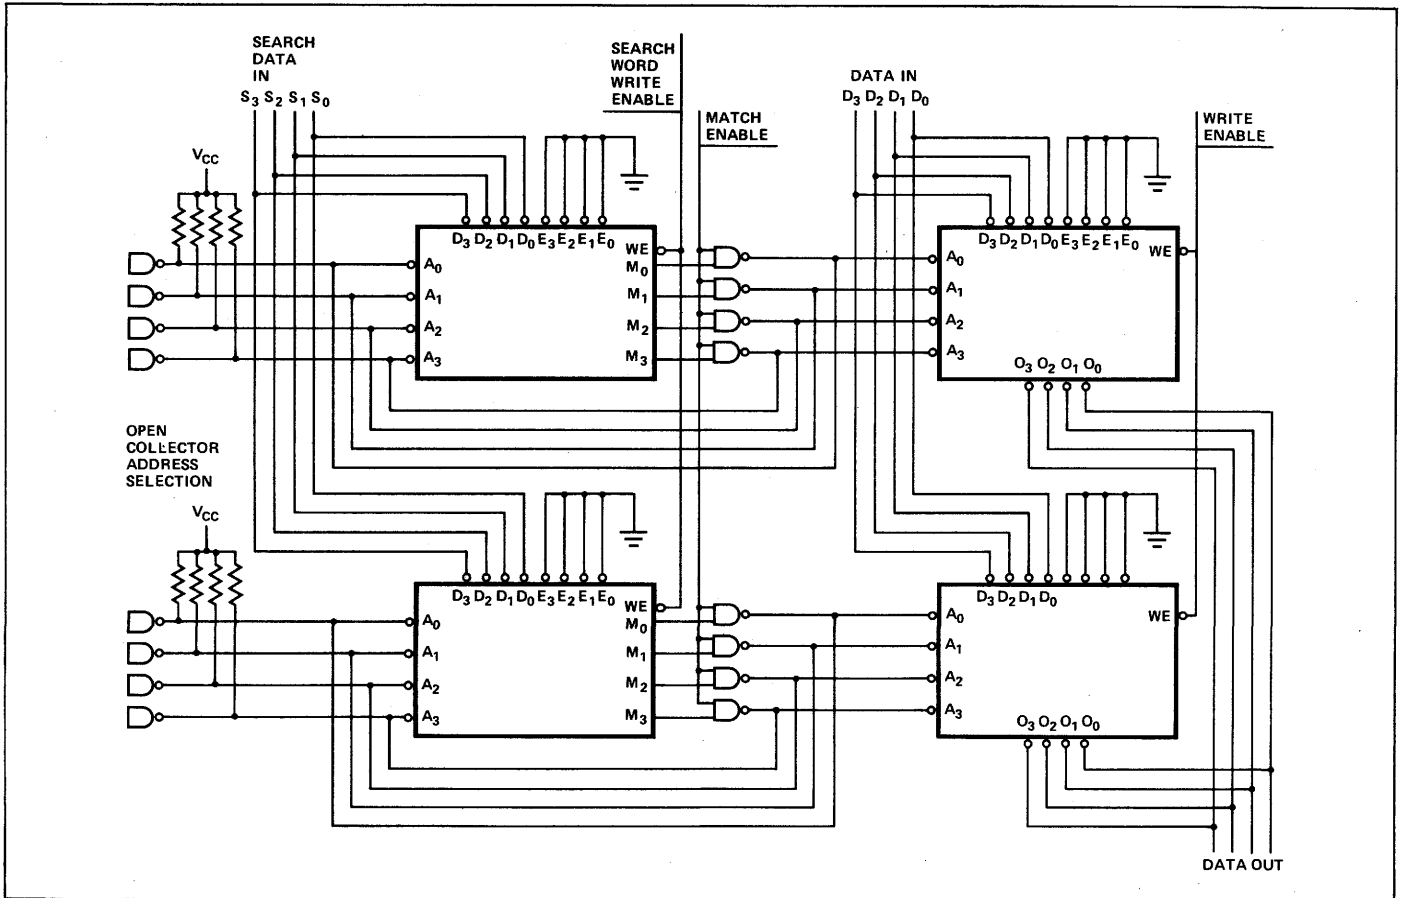 SEARCH
DATA
IN
S3 S2 S1 S0
SEARCH
WORD
WRITE
ENABLE
MATCH
ENABLE
DATA IN
D3 D2 D1 D0
WRITE
ENABLE
VCC
D3 D2 D1 D0 E3 E2 E1 E0
WE
A0
A1
A2
A3
M0
M1
M2
M3
D3 D2 D1 D0 E3 E2 E1 E0
WE
A0
A1
A2
A3
O3 O2 O1 O0
OPEN
COLLECTOR
ADDRESS
SELECTION
VCC
D3 D2 D1 D0 E3 E2 E1 E0
WE
A0
A1
A2
A3
M0
M1
M2
M3
D3 D2 D1 D0
WE
A0
A1
A2
A3
O3 O2 O1 O0
DATA OUT